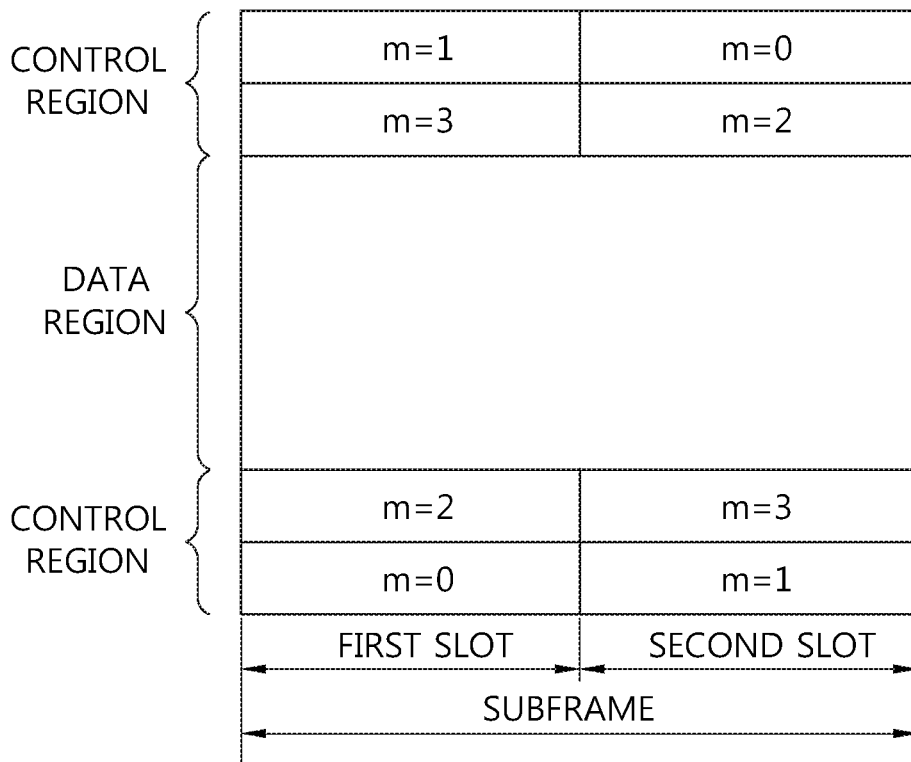 CONTROL
REGION
m=1
m=0
m=3
m=2
DATA
REGION
CONTROL
REGION
m=2
m=3
m=0
m=1
FIRST SLOT
SECOND SLOT
SUBFRAME